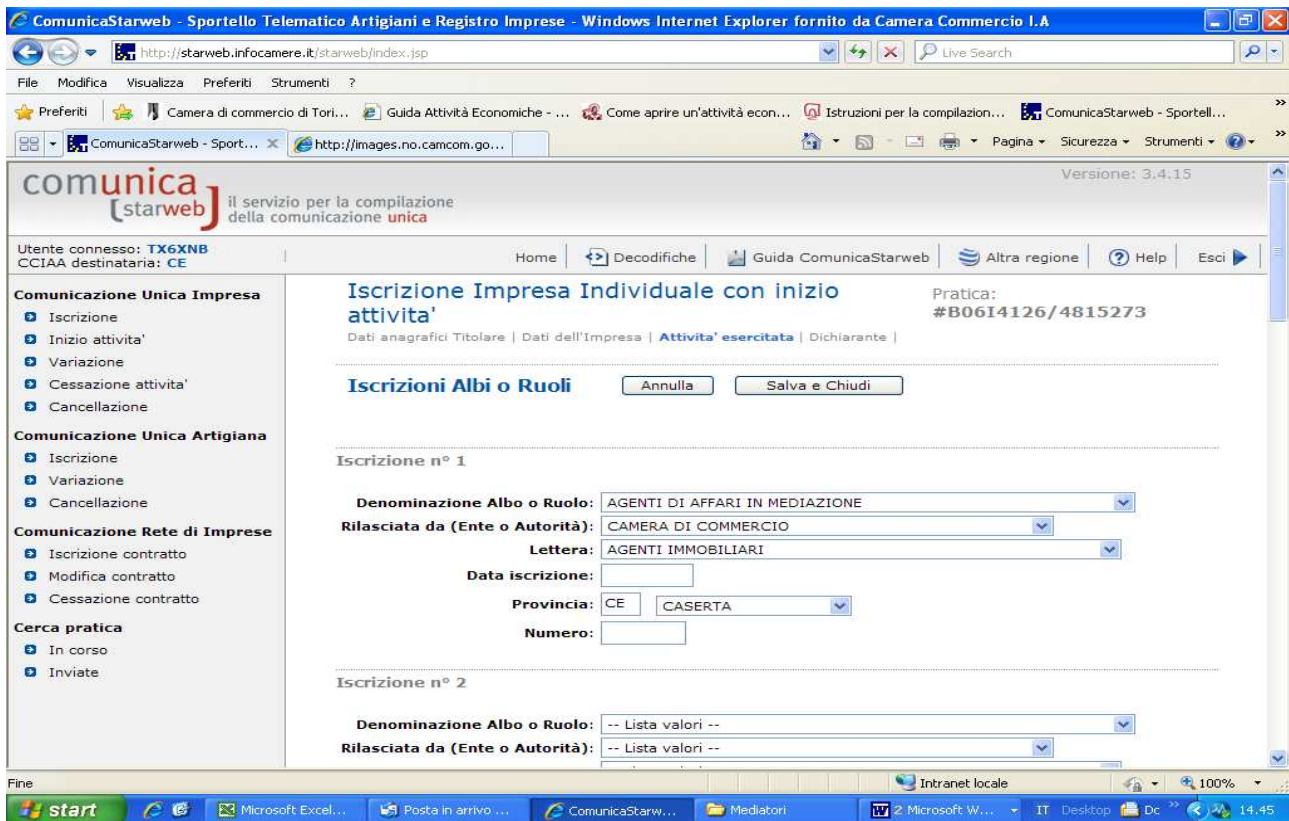 ComunicaStarweb - Sportello Telematico Artigiani e Registro Imprese - Windows Internet Explorer fornito da Camera Commercio I.A
http://starweb.infocamere.it/starweb/index.jsp
Live Search
File Modifica Visualizza Preferiti Strumenti ?
Preferiti Camera di commercio di Tori... Guida Attività Economiche - ... Come aprire un'attività econ... Istruzioni per la compilazion... ComunicaStarweb - Sportell... »
ComunicaStarweb - Sport... X http://images.no.camcom.go... Pagina Sicurezza Strumenti »
comunica
[starweb]
il servizio per la compilazione
della comunicazione unica
Versione: 3.4.15
Utente connesso: TX6XNB
CCIAA destinataria: CE
Home Decodifiche Guida ComunicaStarweb Altra regione Help Esci
Comunicazione Unica Impresa
Iscrizione
Inizio attivita'
Variazione
Cessazione attivita'
Cancellazione
Comunicazione Unica Artigiana
Iscrizione
Variazione
Cancellazione
Comunicazione Rete di Imprese
Iscrizione contratto
Modifica contratto
Cessazione contratto
Cerca pratica
In corso
Inviate
Iscrizione Impresa Individuale con inizio
attivita'
Pratica:
#B06I4126/4815273
Dati anagrafici Titolare | Dati dell'Impresa | Attivita' esercitata | Dichiarante |
Iscrizioni Albi o Ruoli Annulla Salva e Chiudi
Iscrizione n° 1
Denominazione Albo o Ruolo: AGENTI DI AFFARI IN MEDIAZIONE
Rilasciata da (Ente o Autorità): CAMERA DI COMMERCIO
Lettera: AGENTI IMMOBILIARI
Data iscrizione:
Provincia: CE CASERTA
Numero:
Iscrizione n° 2
Denominazione Albo o Ruolo: -- Lista valori --
Rilasciata da (Ente o Autorità): -- Lista valori --
Fine Intranet locale 100%
start Microsoft Excel... Posta in arrivo ... ComunicaStarw... Mediatori 2 Microsoft W... IT Desktop Dc » 14.45